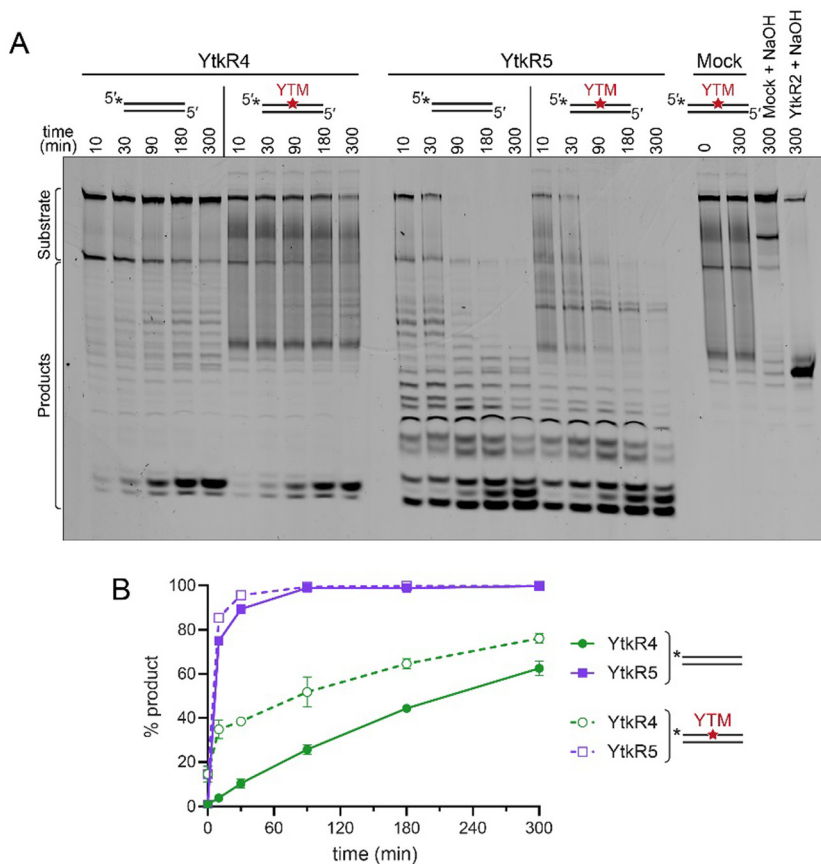 A
YtkR4
YtkR5
Mock
Mock + NaOH
YtkR2 + NaOH
5′* 5′
YTM
5′* 5′
5′* 5′
YTM
5′* 5′
YTM
5′* 5′
time (min)
10 30 90 180 300 10 30 90 180 300 10 30 90 180 300 10 30 90 180 300 0 300 300 300
Substrate
Products
B
% product
100
80
60
40
20
0
0 60 120 180 240 300
time (min)
YtkR4
YtkR5
*
YtkR4
YtkR5
YTM
*